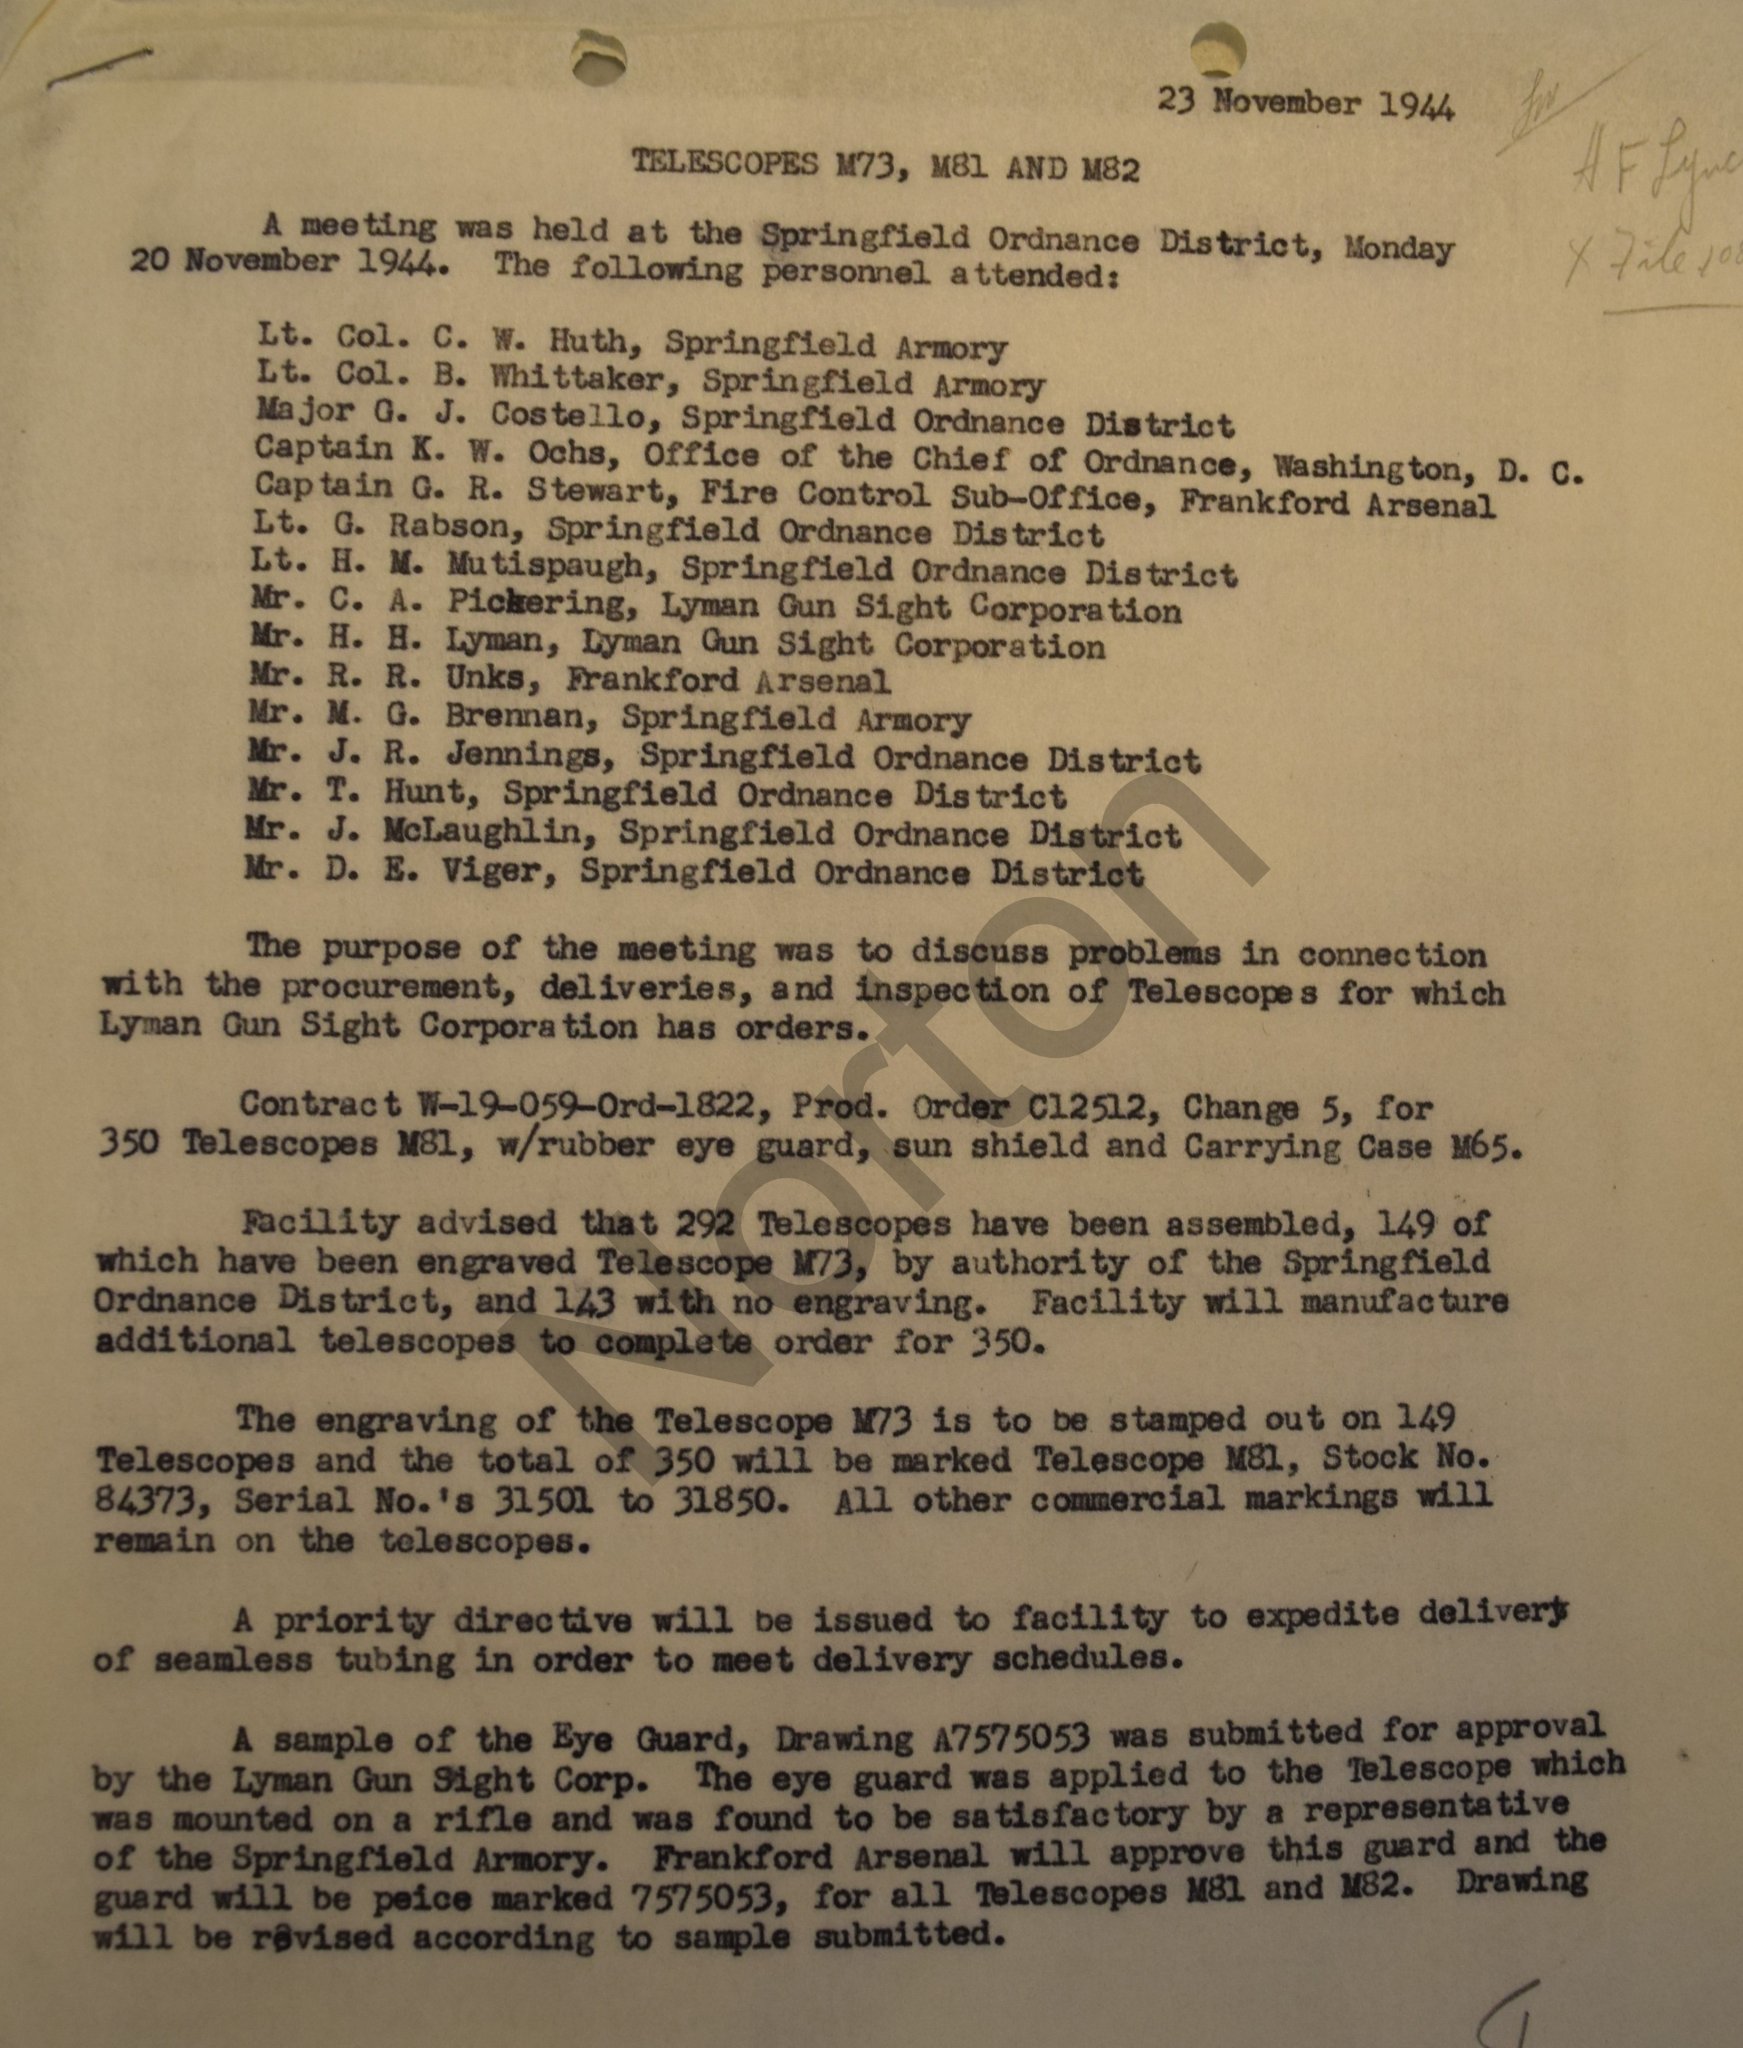 23 November 1944
A F
X File
TELESCOPES M73, M81 AND M82
A meeting was held at the Springfield Ordnance District, Monday
20 November 1944. The following personnel attended:
Lt. Col. C. W. Huth, Springfield Armory
Lt. Col. B. Whittaker, Springfield Armory
Major G. J. Costello, Springfield Ordnance District
Captain K. W. Ochs, Office of the Chief of Ordnance, Washington, D. C.
Captain G. R. Stewart, Fire Control Sub-Office, Frankford Arsenal
Lt. G. Rabson, Springfield Ordnance District
Lt. H. M. Mutispaugh, Springfield Ordnance District
Mr. C. A. Pickering, Lyman Gun Sight Corporation
Mr. H. H. Lyman, Lyman Gun Sight Corporation
Mr. R. R. Unks, Frankford Arsenal
Mr. M. G. Brennan, Springfield Armory
Mr. J. R. Jennings, Springfield Ordnance District
Mr. T. Hunt, Springfield Ordnance District
Mr. J. McLaughlin, Springfield Ordnance District
Mr. D. E. Viger, Springfield Ordnance District
The purpose of the meeting was to discuss problems in connection
with the procurement, deliveries, and inspection of Telescopes for which
Lyman Gun Sight Corporation has orders.
Contract W-19-059-Ord-1822, Prod. Order C12512, Change 5, for
350 Telescopes M81, w/rubber eye guard, sun shield and Carrying Case M65.
Facility advised that 292 Telescopes have been assembled, 149 of
which have been engraved Telescope M73, by authority of the Springfield
Ordnance District, and 143 with no engraving. Facility will manufacture
additional telescopes to complete order for 350.
The engraving of the Telescope M73 is to be stamped out on 149
Telescopes and the total of 350 will be marked Telescope M81, Stock No.
84373, Serial No.'s 31501 to 31850. All other commercial markings will
remain on the telescopes.
A priority directive will be issued to facility to expedite delivery
of seamless tubing in order to meet delivery schedules.
A sample of the Eye Guard, Drawing A7575053 was submitted for approval
by the Lyman Gun Sight Corp. The eye guard was applied to the Telescope which
was mounted on a rifle and was found to be satisfactory by a representative
of the Springfield Armory. Frankford Arsenal will approve this guard and the
guard will be peice marked 7575053, for all Telescopes M81 and M82. Drawing
will be revised according to sample submitted.
Norton